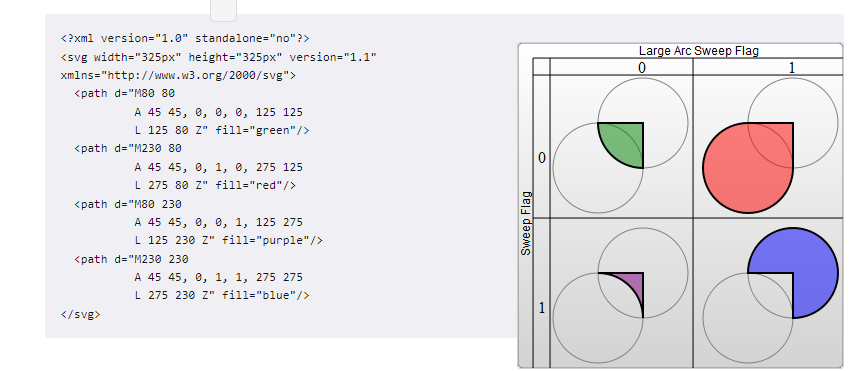 <?xml version="1.0" standalone="no"?>
<svg width="325px" height="325px" version="1.1"
xmlns="http://www.w3.org/2000/svg">
  <path d="M80 80
           A 45 45, 0, 0, 0, 125 125
           L 125 80 Z" fill="green"/>
  <path d="M230 80
           A 45 45, 0, 1, 0, 275 125
           L 275 80 Z" fill="red"/>
  <path d="M80 230
           A 45 45, 0, 0, 1, 125 275
           L 125 230 Z" fill="purple"/>
  <path d="M230 230
           A 45 45, 0, 1, 1, 275 275
           L 275 230 Z" fill="blue"/>
</svg>
Large Arc Sweep Flag
0 1
Sweep Flag
0
1